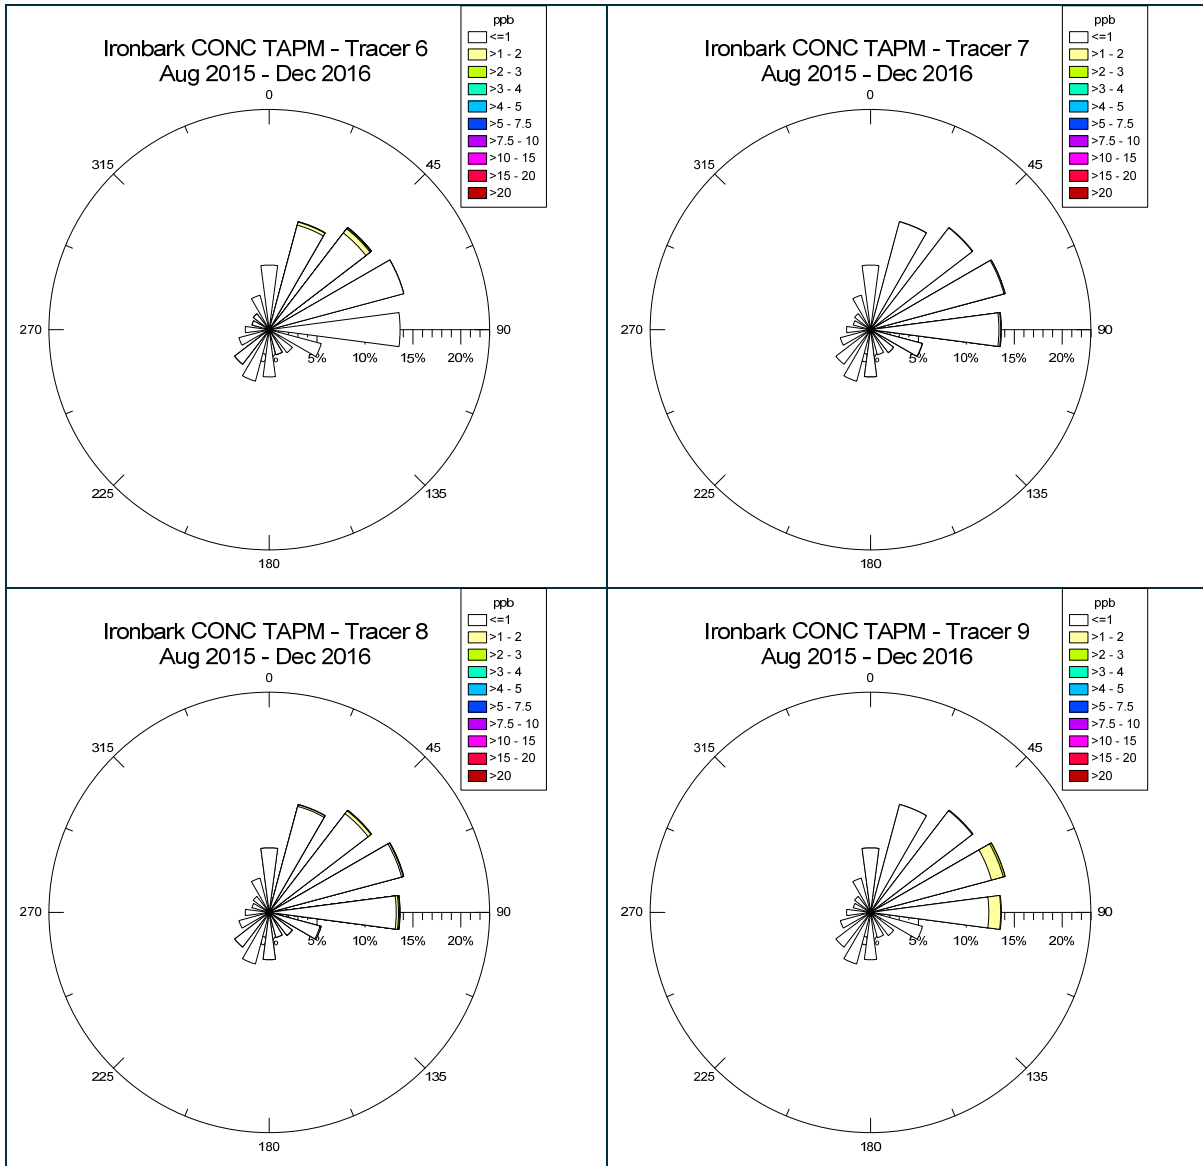 Ironbark CONC TAPM - Tracer 6
Aug 2015 - Dec 2016
ppb
<=1
>1 - 2
>2 - 3
>3 - 4
>4 - 5
>5 - 7.5
>7.5 - 10
>10 - 15
>15 - 20
>20
0
315
45
270
90
5%
10%
15%
20%
225
135
180
Ironbark CONC TAPM - Tracer 7
Aug 2015 - Dec 2016
ppb
<=1
>1 - 2
>2 - 3
>3 - 4
>4 - 5
>5 - 7.5
>7.5 - 10
>10 - 15
>15 - 20
>20
0
315
45
270
90
5%
10%
15%
20%
225
135
180
Ironbark CONC TAPM - Tracer 8
Aug 2015 - Dec 2016
ppb
<=1
>1 - 2
>2 - 3
>3 - 4
>4 - 5
>5 - 7.5
>7.5 - 10
>10 - 15
>15 - 20
>20
0
315
45
270
90
5%
10%
15%
20%
225
135
180
Ironbark CONC TAPM - Tracer 9
Aug 2015 - Dec 2016
ppb
<=1
>1 - 2
>2 - 3
>3 - 4
>4 - 5
>5 - 7.5
>7.5 - 10
>10 - 15
>15 - 20
>20
0
315
45
270
90
5%
10%
15%
20%
225
135
180